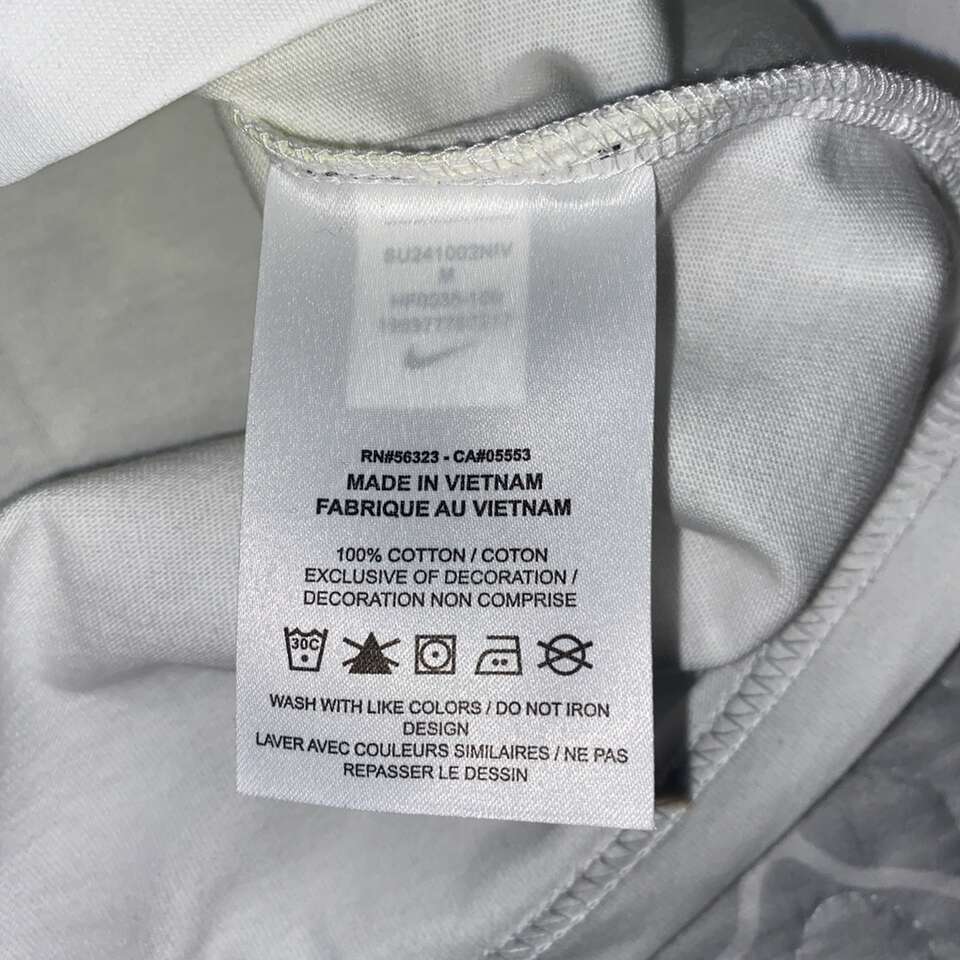 SU241002NIV
M
RN#56323 - CA#05553
MADE IN VIETNAM
FABRIQUE AU VIETNAM
100% COTTON / COTON
EXCLUSIVE OF DECORATION /
DECORATION NON COMPRISE
30C
WASH WITH LIKE COLORS / DO NOT IRON
DESIGN
LAVER AVEC COULEURS SIMILAIRES / NE PAS
REPASSER LE DESSIN